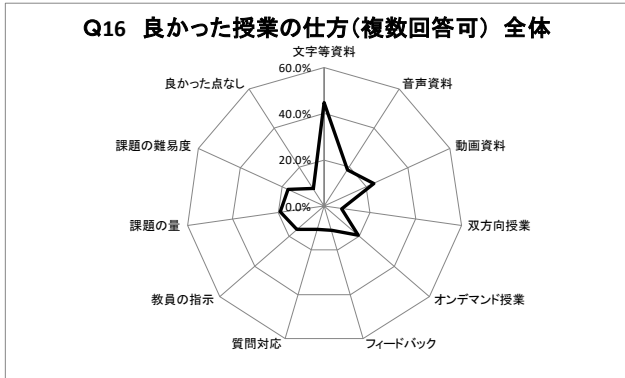 Q16 良かった授業の仕方(複数回答可) 全体
文字等資料
60.0%
良かった点なし
音声資料
40.0%
課題の難易度
動画資料
20.0%
0.0%
課題の量
双方向授業
教員の指示
オンデマンド授業
質問対応
フィードバック